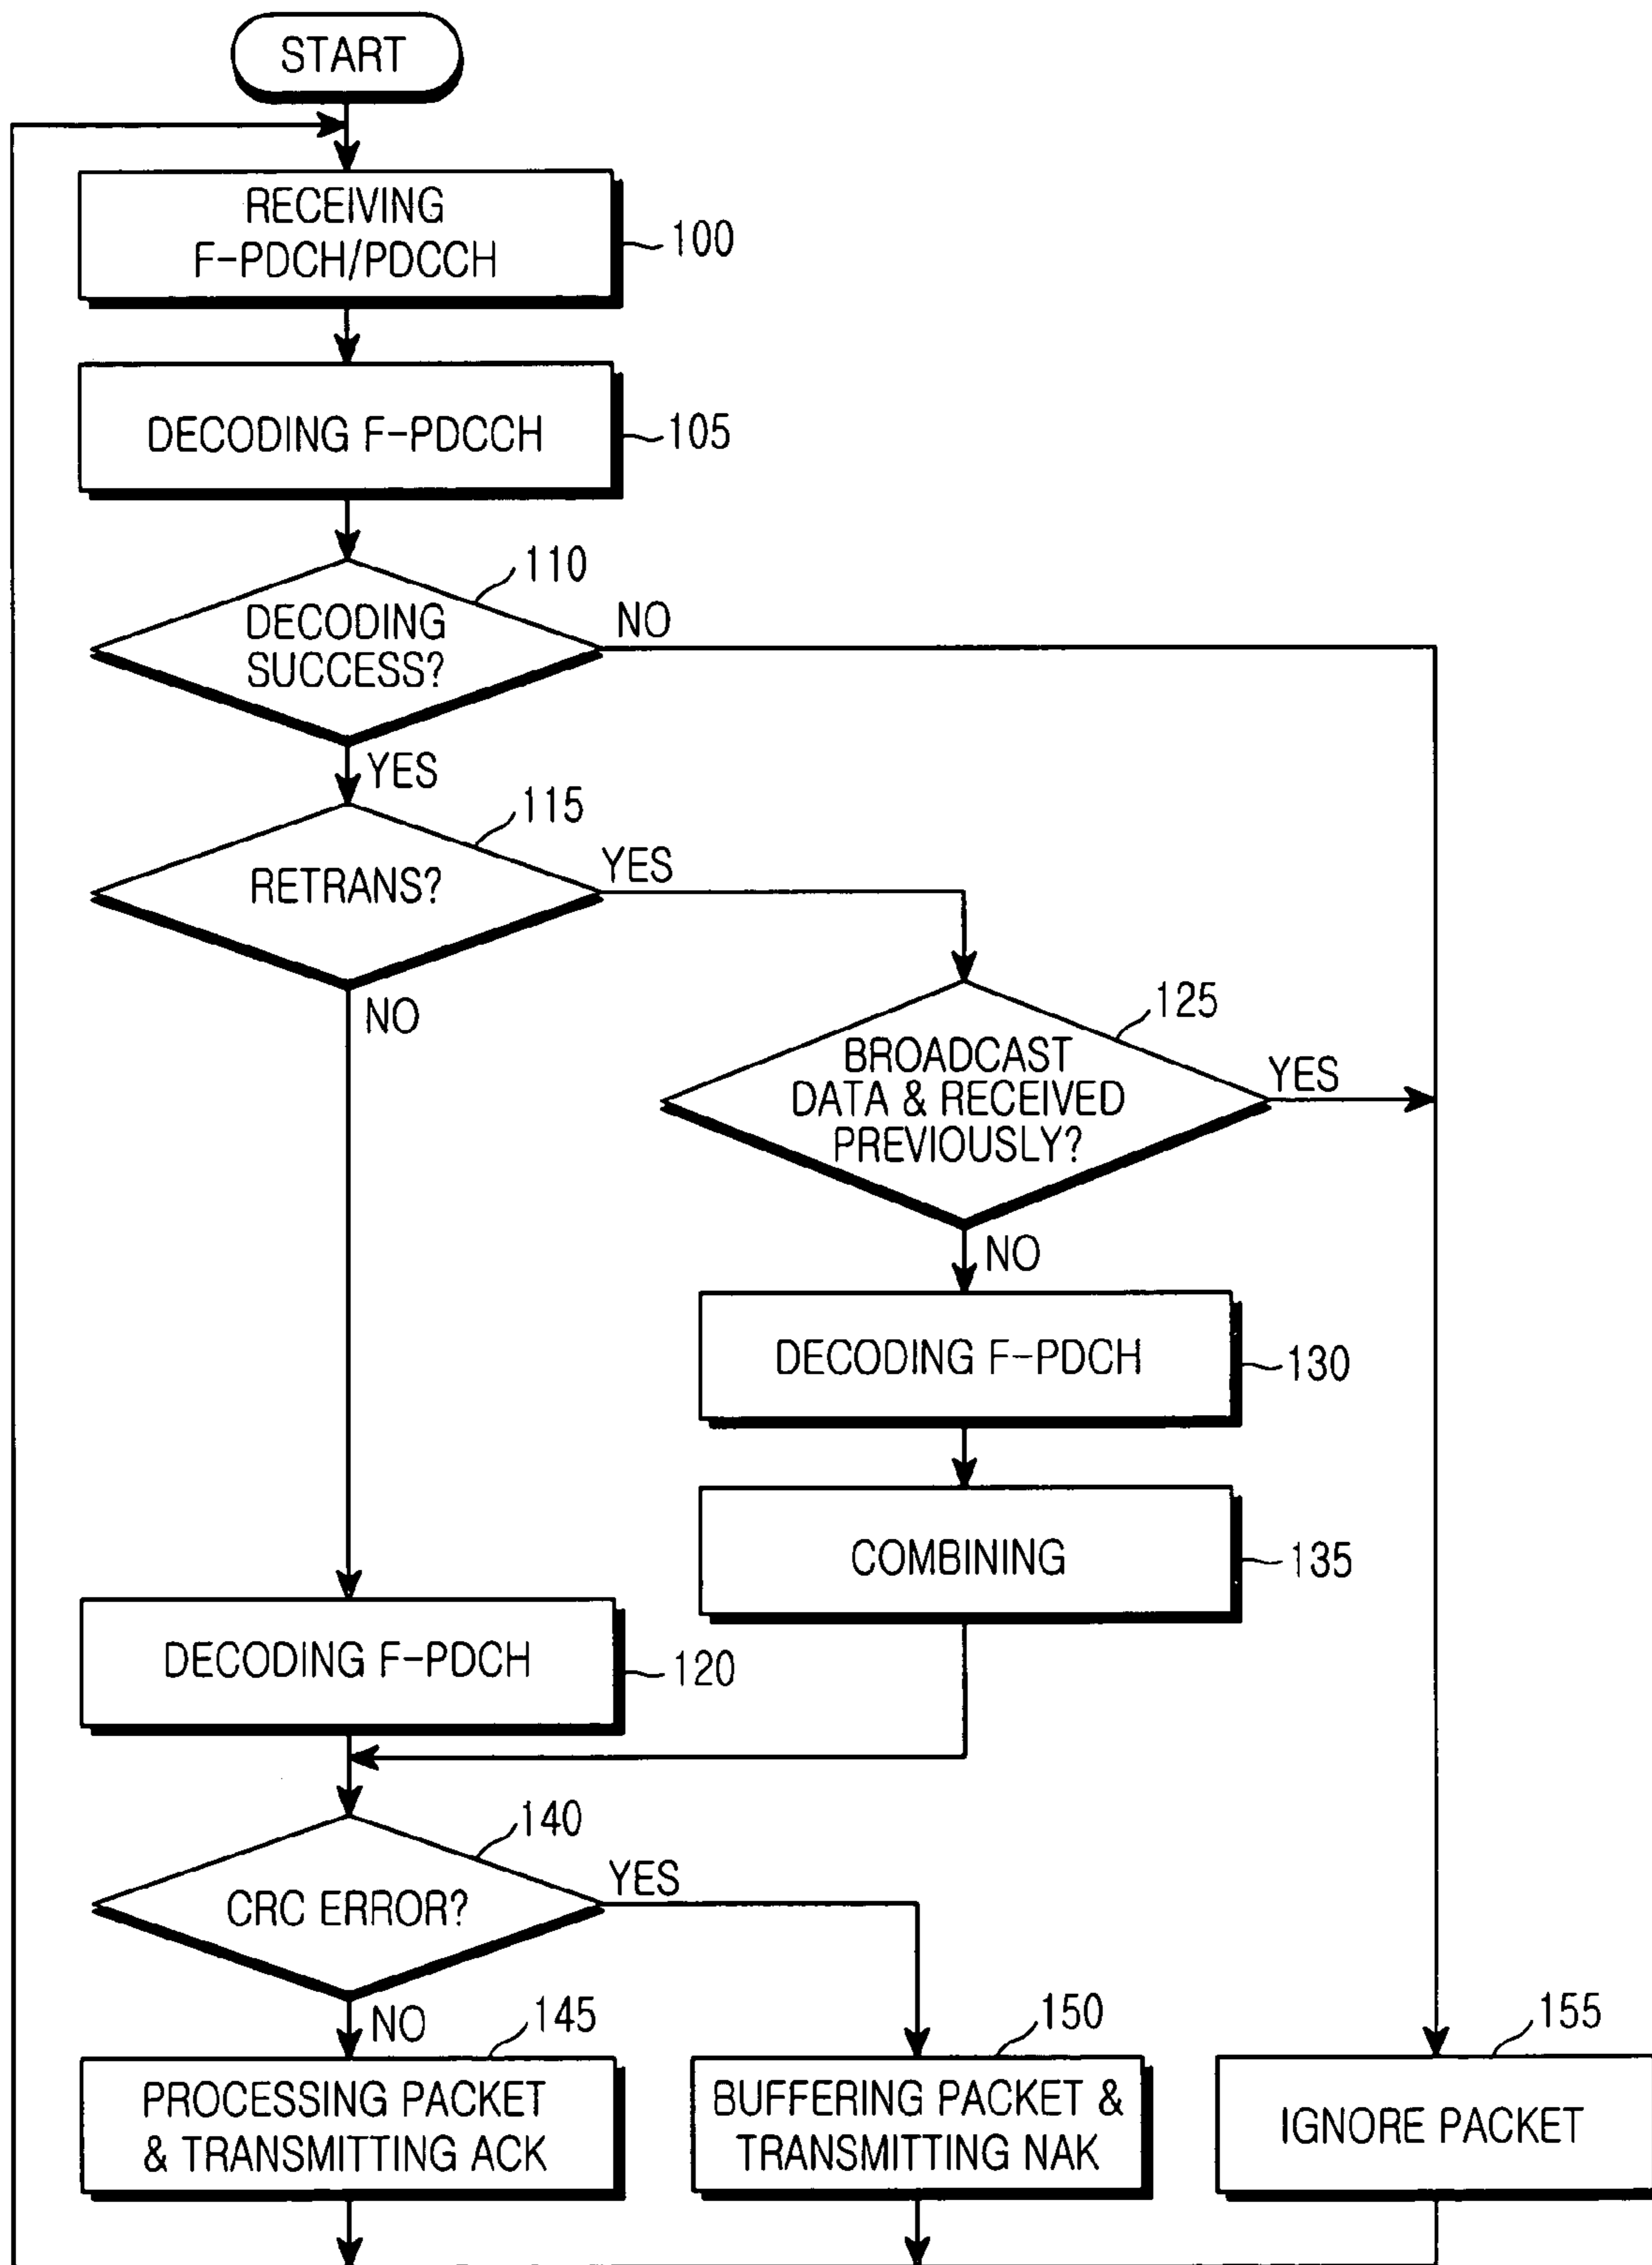 START
RECEIVING
F-PDCH/PDCCH
100
DECODING F-PDCCH
105
110
DECODING
SUCCESS?
NO
YES
115
RETRANS?
YES
NO
125
BROADCAST
DATA & RECEIVED
PREVIOUSLY?
YES
NO
DECODING F-PDCH
130
COMBINING
135
DECODING F-PDCH
120
140
CRC ERROR?
YES
NO
145
PROCESSING PACKET
& TRANSMITTING ACK
150
BUFFERING PACKET &
TRANSMITTING NAK
155
IGNORE PACKET